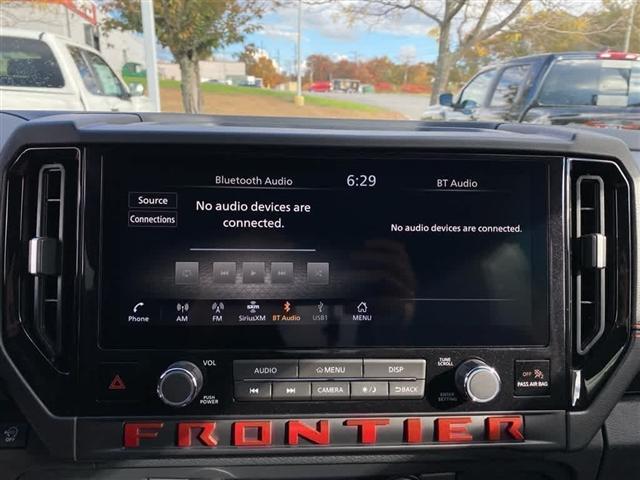 Bluetooth Audio
6:29
BT Audio
Source
Connections
No audio devices are
connected.
No audio devices are connected.
Phone
AM
FM
sxm
SiriusXM
BT Audio
USB1
MENU
VOL
PUSH
POWER
AUDIO
MENU
DISP
CAMERA
BACK
TUNE
SCROLL
ENTER
SETTING
OFF
PASS AIR BAG
OFF
FRONTIER